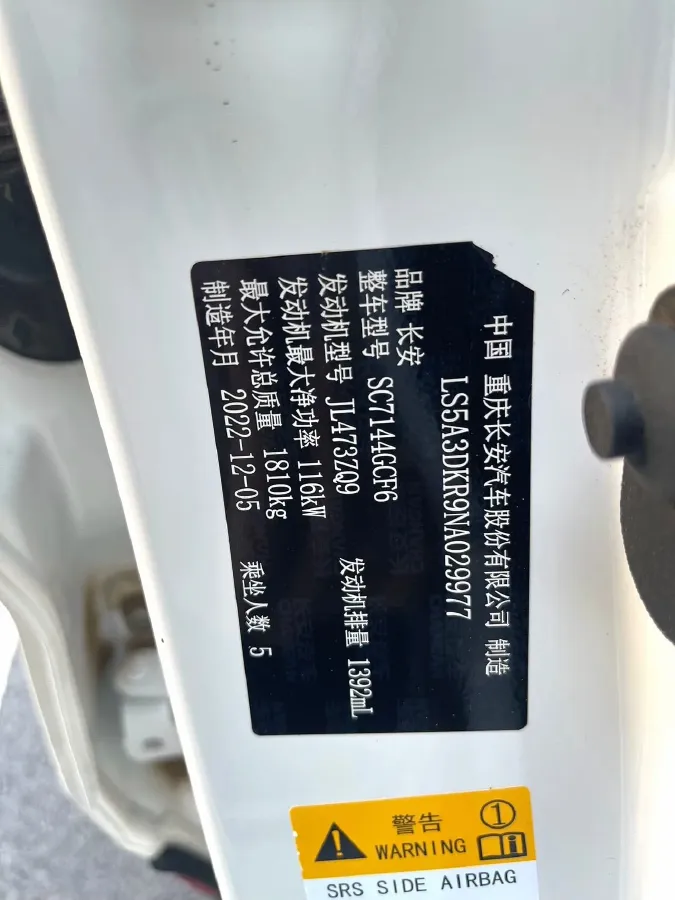 中国 重庆长安汽车股份有限公司 制造
LS5A3DKR9NA029977
品牌 长安
整车型号 SC7144GCF6
发动机型号 JL473ZQ9 发动机排量 1392mL
发动机最大净功率 116kW
最大允许总质量 1810kg 乘坐人数 5
制造年月 2022-12-05
警告 ①
WARNING
SRS SIDE AIRBAG